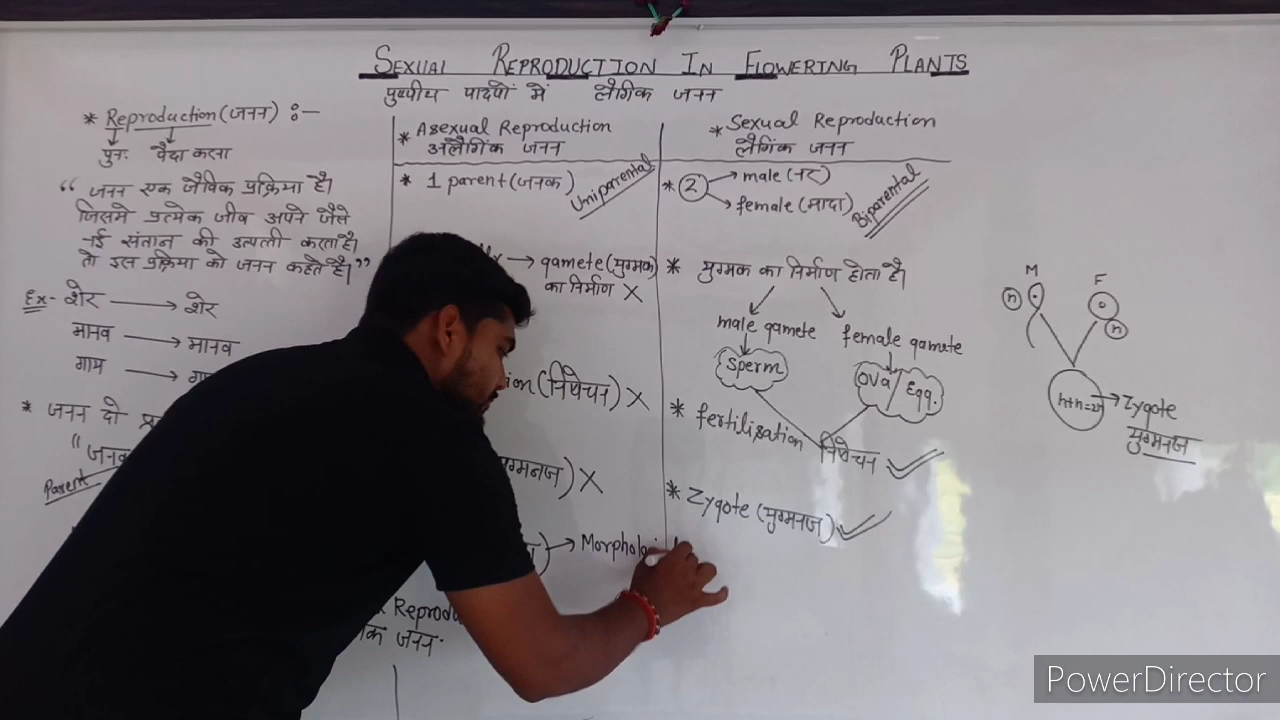 SEXUAL REPRODUCTION IN FLOWERING PLANTS
पुष्पीय पादपों में लैंगिक जनन
* Reproduction (जनन) :-
पुनः पैदा करना
“ जनन एक जैविक प्रक्रिया है।
जिसमे प्रत्येक जीव अपने जैसे
नई संतान की उत्पत्ती करता है।
तो इस प्रक्रिया को जनन कहते है। ”
Ex- शेर → शेर
मानव → मानव
गाय →
* जनन दो
“ जनक
Parent
* Asexual Reproduction
अलैगिंक जनन
* 1 parent (जनक)
Uniparental
→ gamete (युग्मक)
का निर्माण X
(निषेचन) X
X
→ Morpholo
जनन
* Sexual Reproduction
लैगिंक जनन
* 2 male (नर)
female (मादा)
Biparental
* युग्मक का निर्माण होता है।
male gamete female gamete
Sperm Ova/Egg.
* fertilisation निषेचन ✓
* Zygote (युग्मनज) ✓
M F
n n
n+n=2n → Zygote
युग्मनज
PowerDirector